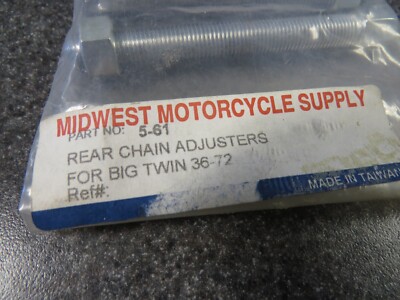 MIDWEST MOTORCYCLE SUPPLY
PART NO: 5-61
REAR CHAIN ADJUSTERS
FOR BIG TWIN 36-72
Ref#:
MADE IN TAIWAN